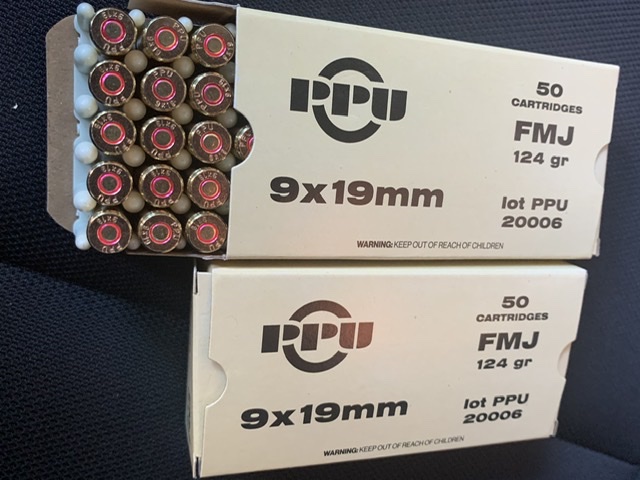 PPU
50
CARTRIDGES
FMJ
124 gr
9x19mm
lot PPU
20006
WARNING: KEEP OUT OF REACH OF CHILDREN
PPU
50
CARTRIDGES
FMJ
124 gr
9x19mm
lot PPU
20006
WARNING: KEEP OUT OF REACH OF CHILDREN